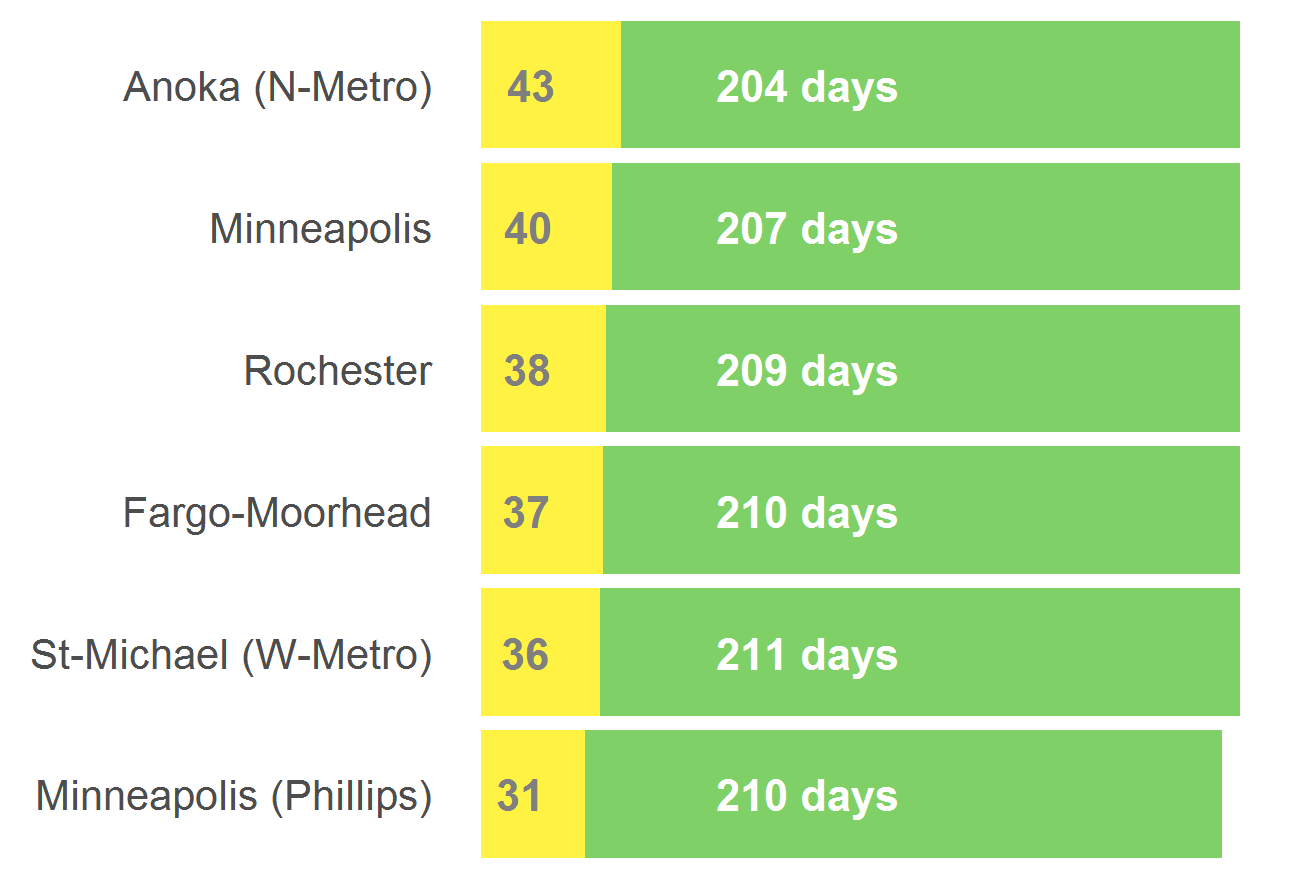 Anoka (N-Metro) 43 204 days
Minneapolis 40 207 days
Rochester 38 209 days
Fargo-Moorhead 37 210 days
St-Michael (W-Metro) 36 211 days
Minneapolis (Phillips) 31 210 days